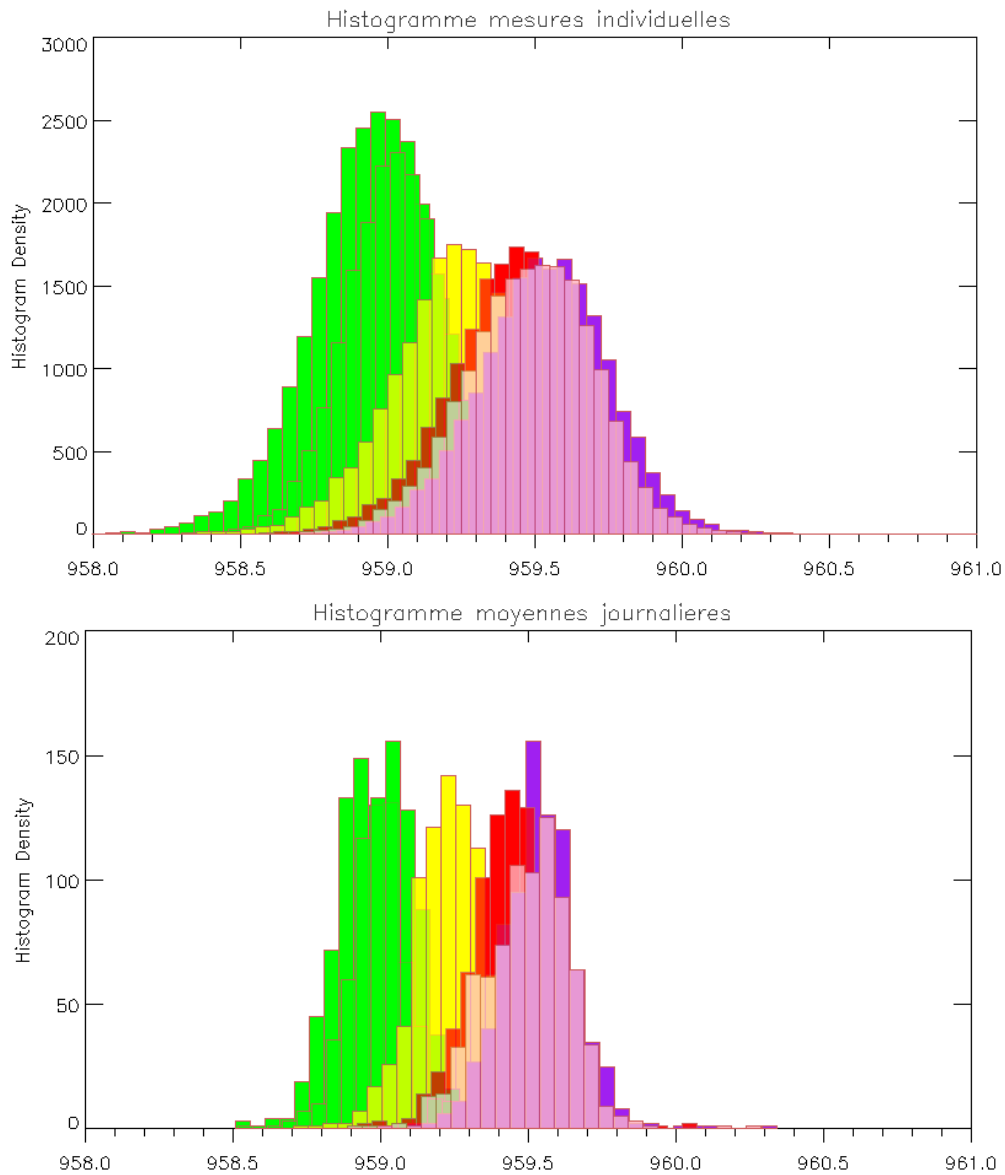 Histogramme mesures individuelles
3000
2500
2000
1500
1000
500
0
Histogram Density
958.0 958.5 959.0 959.5 960.0 960.5 961.0
Histogramme moyennes journalieres
200
150
100
50
0
Histogram Density
958.0 958.5 959.0 959.5 960.0 960.5 961.0